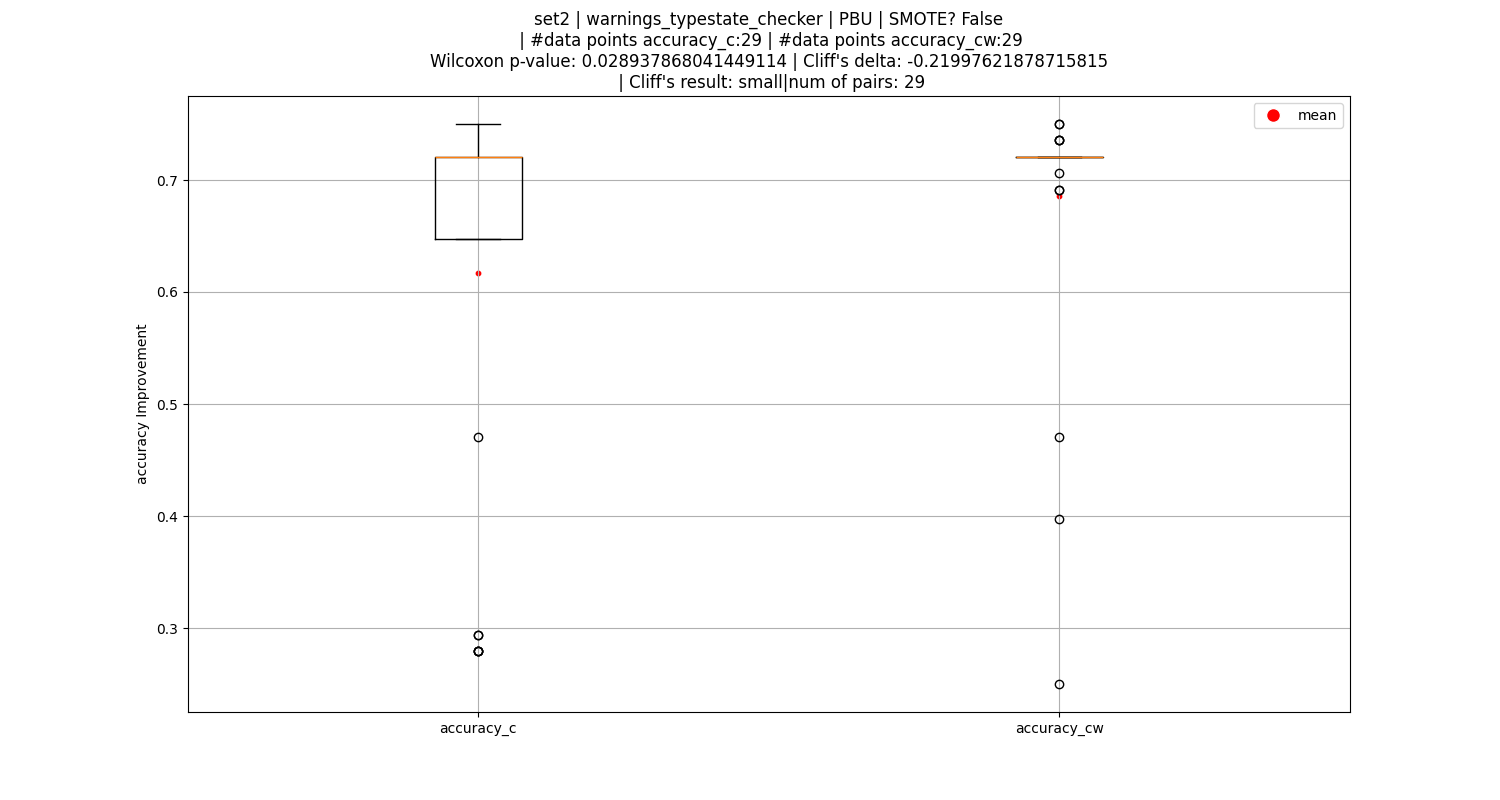 set2 | warnings_typestate_checker | PBU | SMOTE? False
| #data points accuracy_c:29 | #data points accuracy_cw:29
Wilcoxon p-value: 0.028937868041449114 | Cliff's delta: -0.21997621878715815
| Cliff's result: small|num of pairs: 29
mean
0.7
0.6
0.5
0.4
0.3
accuracy Improvement
accuracy_c
accuracy_cw